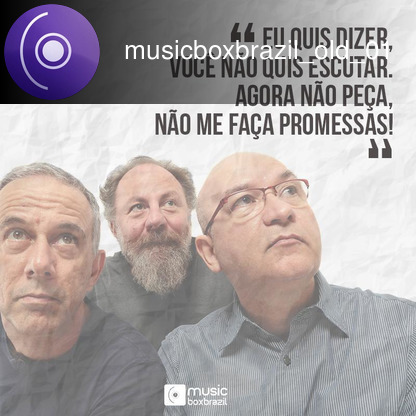 musicboxbrazil_old_01
EU QUIS DIZER,
VOCÊ NÃO QUIS ESCUTAR.
AGORA NÃO PEÇA,
NÃO ME FAÇA PROMESSAS!
music
boxbrazil